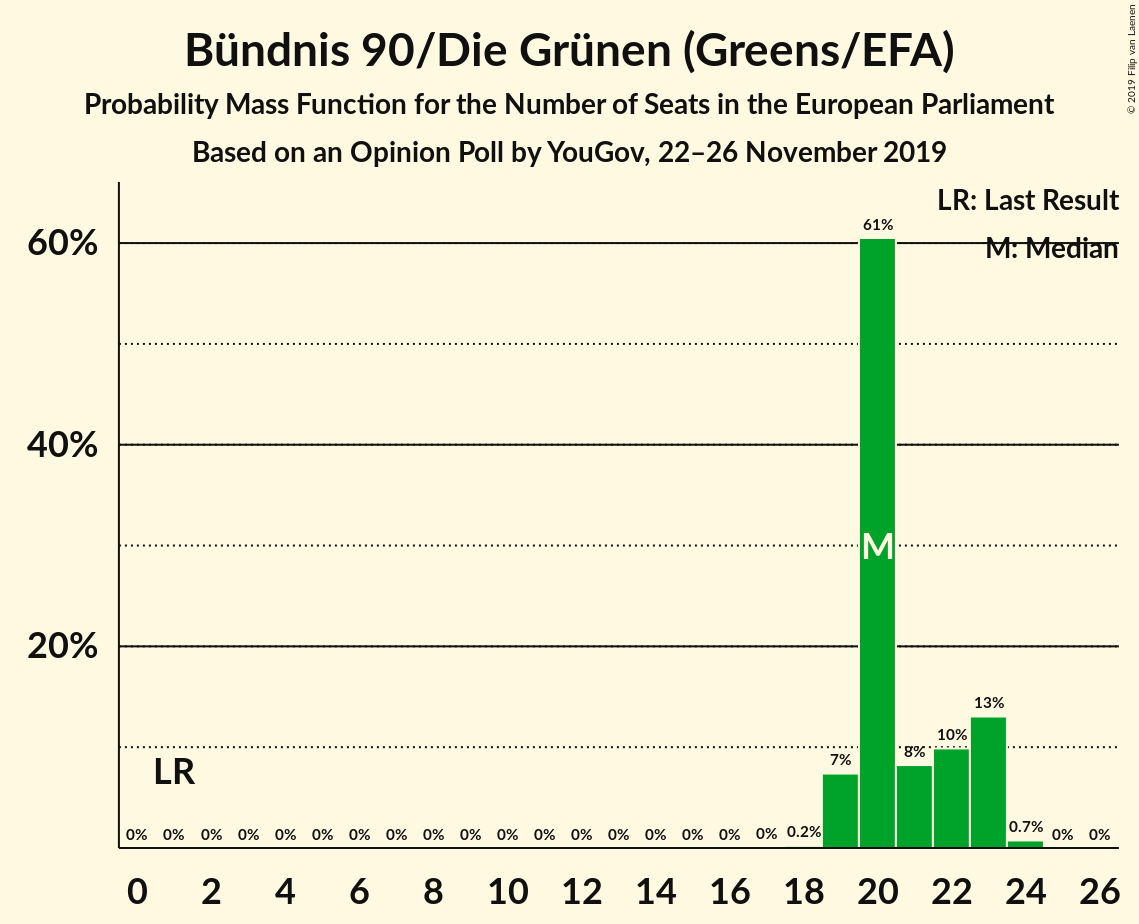 Bündnis 90/Die Grünen (Greens/EFA)
Probability Mass Function for the Number of Seats in the European Parliament
Based on an Opinion Poll by YouGov, 22–26 November 2019
© 2019 Filip van Laenen
LR: Last Result
M: Median
60%
40%
20%
61%
M
13%
10%
8%
7%
LR
0% 0% 0% 0% 0% 0% 0% 0% 0% 0% 0% 0% 0% 0% 0% 0% 0% 0% 0.2% 0.7% 0% 0%
0 2 4 6 8 10 12 14 16 18 20 22 24 26